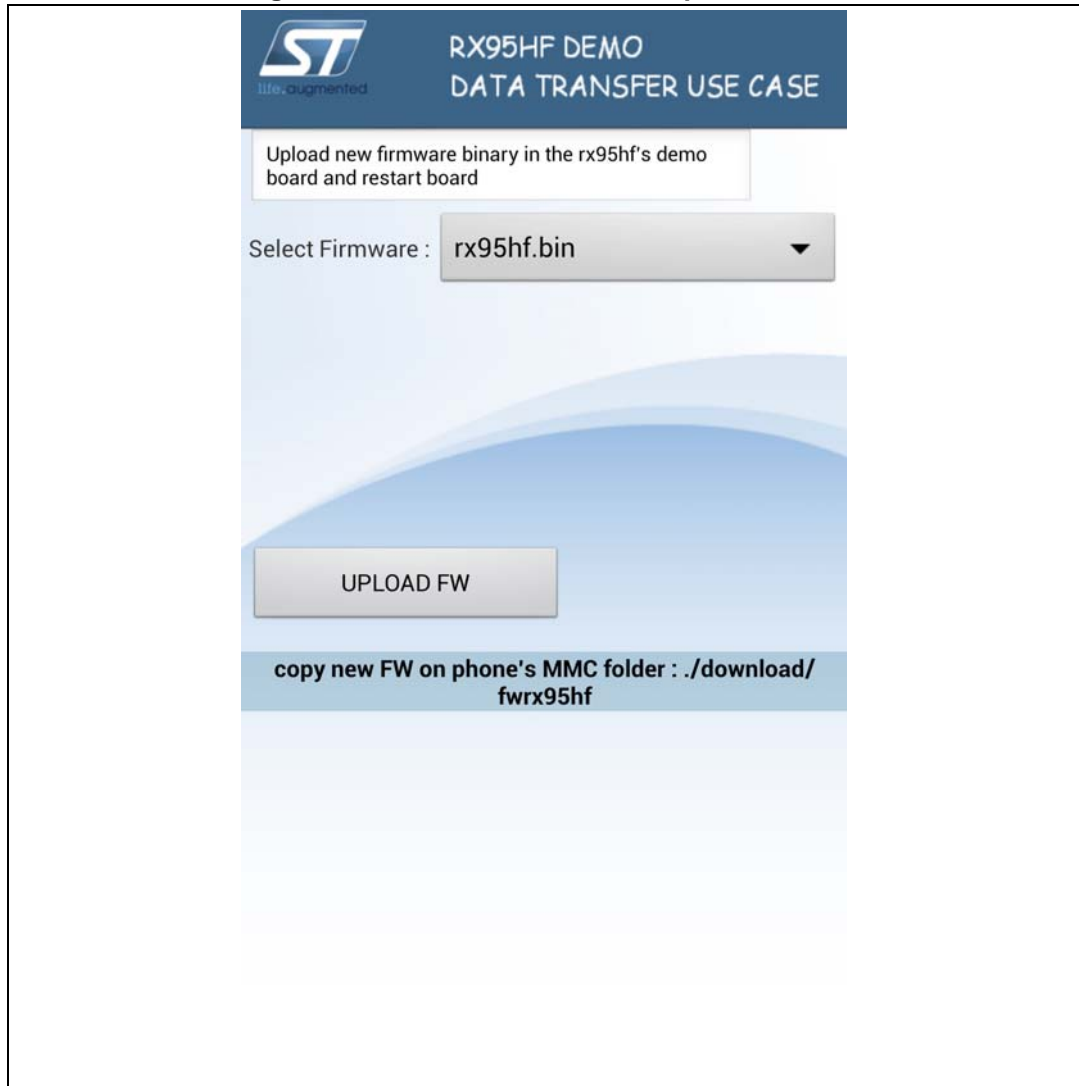 ST
life.augmented
RX95HF DEMO
DATA TRANSFER USE CASE
Upload new firmware binary in the rx95hf's demo
board and restart board
Select Firmware :
rx95hf.bin
UPLOAD FW
copy new FW on phone's MMC folder : ./download/
fwrx95hf